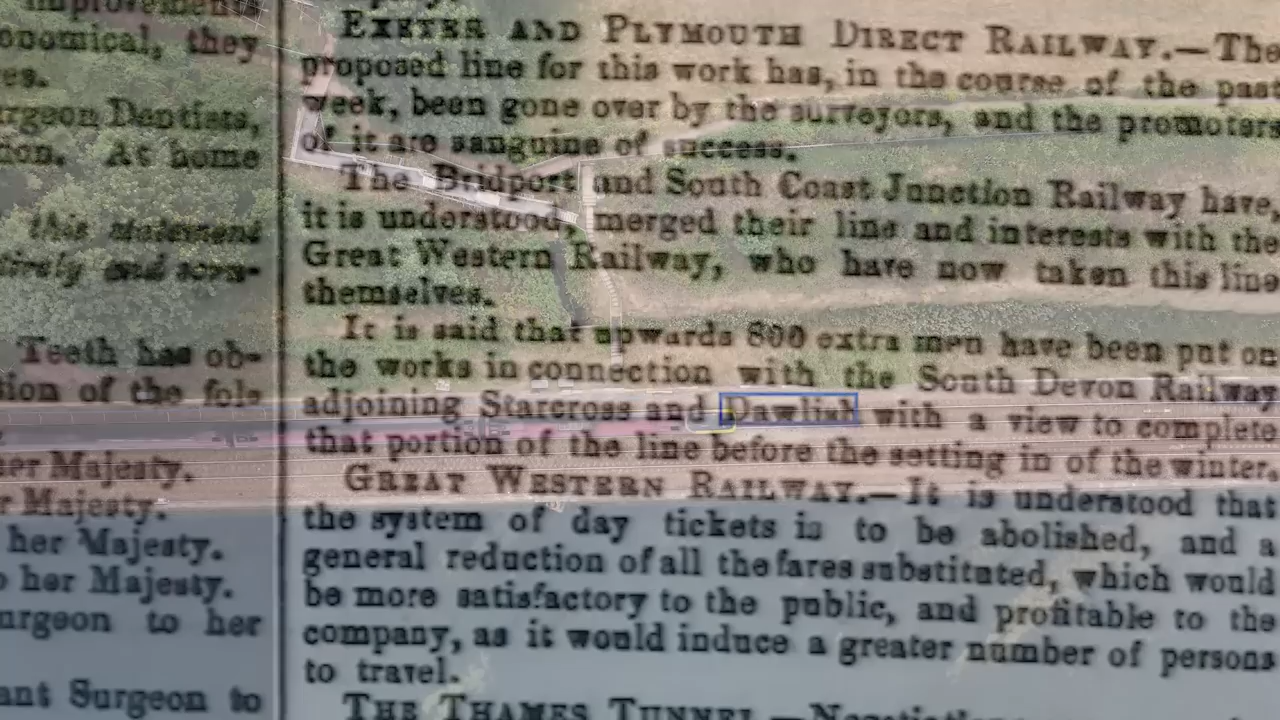 improvement
onomical, they
es.
urgeon Dentists,
ion. At home
this statement
tirely and
Teeth has ob-
tion of the fole
her Majesty.
r Majesty.
her Majesty.
o her Majesty.
urgeon to her
ant Surgeon to
EXETER AND PLYMOUTH DIRECT RAILWAY.—The
proposed line for this work has, in the course of the past
week, been gone over by the surveyors, and the promoters
of it are sanguine of success.
The Bridport and South Coast Junction Railway have,
it is understood, merged their line and interests with the
Great Western Railway, who have now taken this line
themselves.
It is said that upwards 800 extra men have been put on
the works in connection with the South Devon Railway
adjoining Starcross and Dawlish with a view to complete
that portion of the line before the setting in of the winter.
GREAT WESTERN RAILWAY.—It is understood that
the system of day tickets is to be abolished, and a
general reduction of all the fares substituted, which would
be more satisfactory to the public, and profitable to the
company, as it would induce a greater number of persons
to travel.
THE THAMES TUNNEL.—Negotiations